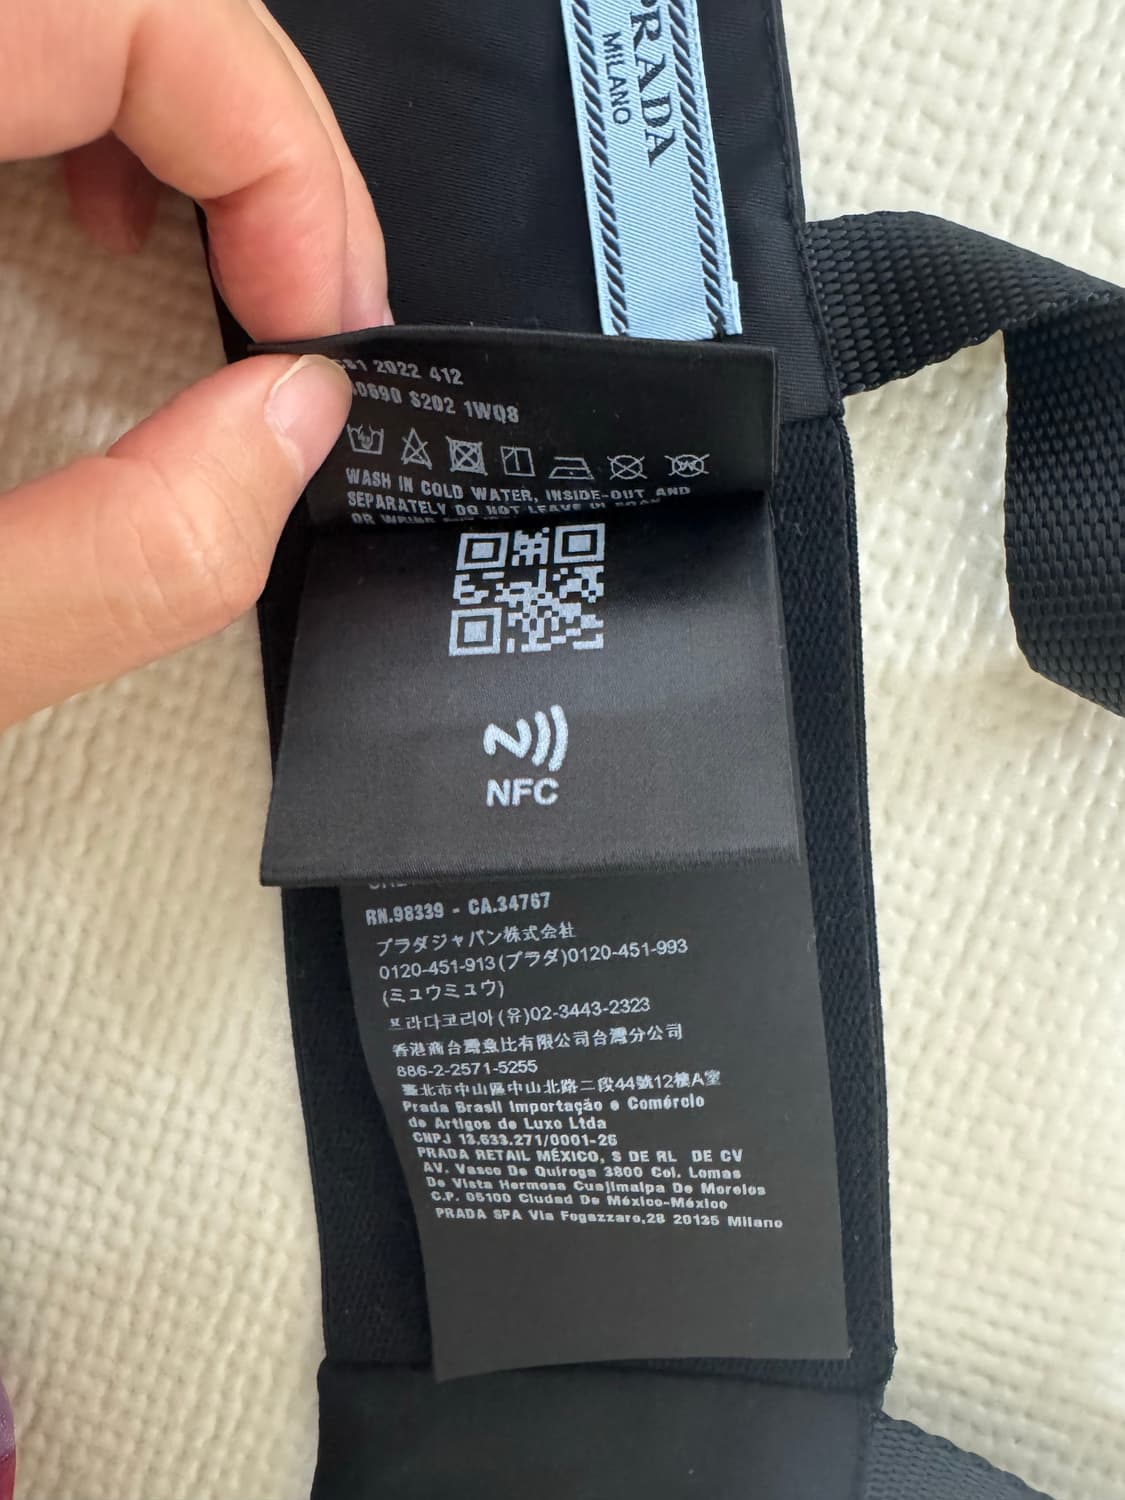 PRADA
MILANO
2022 412
S202 1WQ8
WASH IN COLD WATER, INSIDE-OUT AND
SEPARATELY DO NOT LEAVE IN
OR
NFC
RN.98339 - CA.34767
プラダジャパン株式会社
0120-451-913(プラダ)0120-451-993
(ミュウミュウ)
프라다코리아(유)02-3443-2323
香港商台灣魚比有限公司台灣分公司
886-2-2571-5255
臺北市中山區中山北路二段44號12樓A室
Prada Brasil Importação e Comércio
de Artigos de Luxo Ltda
CNPJ 13.633.271/0001-26
PRADA RETAIL MÉXICO, S DE RL DE CV
AV. Vasco De Quiroga 3800 Col. Lomas
De Vista Hermosa Cuajimalpa De Morelos
C.P. 05100 Ciudad De México-México
PRADA SPA Via Fogazzaro,28 20135 Milano